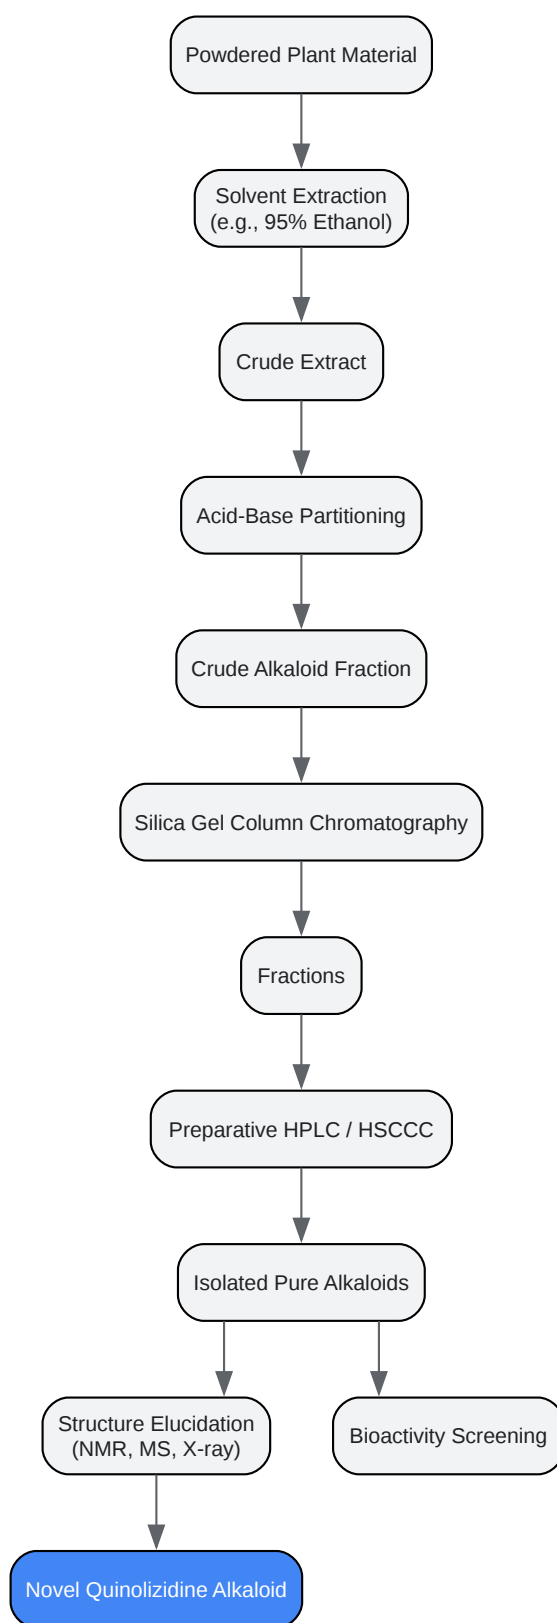 Powdered Plant Material
Solvent Extraction
(e.g., 95% Ethanol)
Crude Extract
Acid-Base Partitioning
Crude Alkaloid Fraction
Silica Gel Column Chromatography
Fractions
Preparative HPLC / HSCCC
Isolated Pure Alkaloids
Structure Elucidation
(NMR, MS, X-ray)
Bioactivity Screening
Novel Quinolizidine Alkaloid